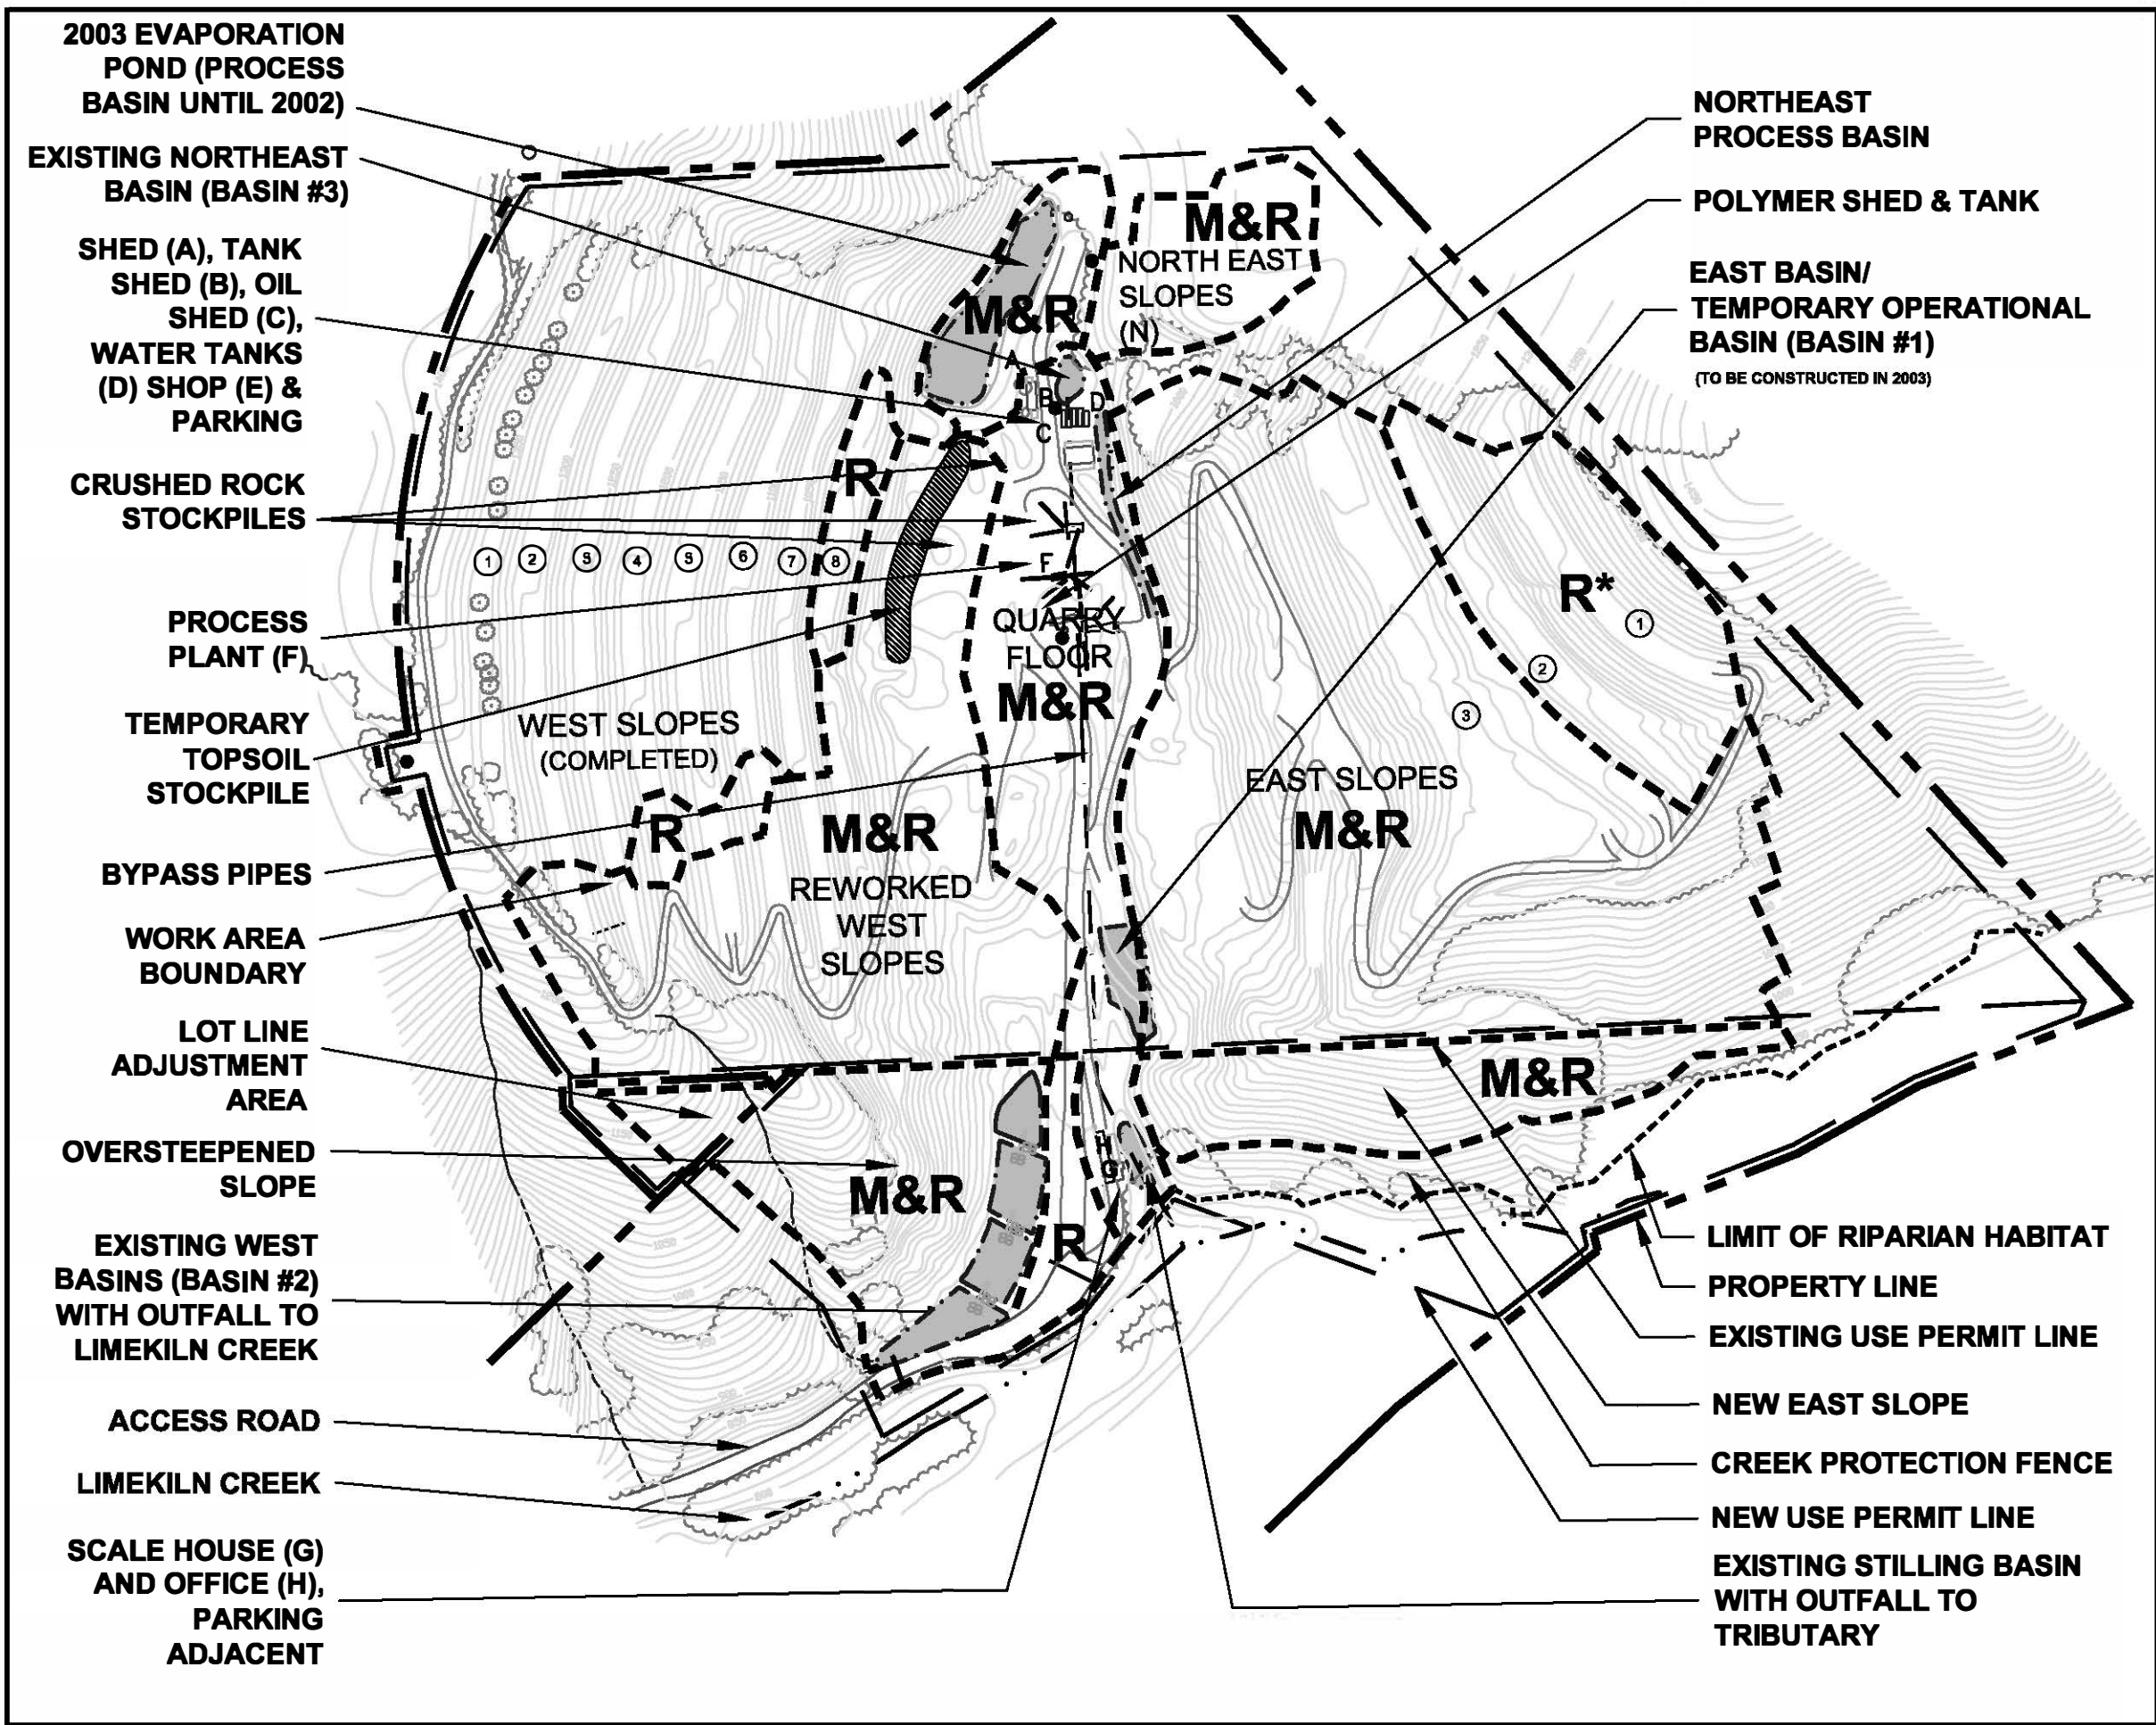 2003 EVAPORATION
POND (PROCESS
BASIN UNTIL 2002)
EXISTING NORTHEAST
BASIN (BASIN #3)
SHED (A), TANK
SHED (B), OIL
SHED (C),
WATER TANKS
(D) SHOP (E) &
PARKING
CRUSHED ROCK
STOCKPILES
PROCESS
PLANT (F)
TEMPORARY
TOPSOIL
STOCKPILE
BYPASS PIPES
WORK AREA
BOUNDARY
LOT LINE
ADJUSTMENT
AREA
OVERSTEEPENED
SLOPE
EXISTING WEST
BASINS (BASIN #2)
WITH OUTFALL TO
LIMEKILN CREEK
ACCESS ROAD
LIMEKILN CREEK
SCALE HOUSE (G)
AND OFFICE (H),
PARKING
ADJACENT
M&R
NORTH EAST
SLOPES
(N)
M&R
A
B
D
C
R
1 2 3 4 5 6 7 8
F
QUARRY
FLOOR
M&R
R*
1
2
3
WEST SLOPES
(COMPLETED)
EAST SLOPES
M&R
R
M&R
REWORKED
WEST
SLOPES
M&R
H
G
M&R
R
NORTHEAST
PROCESS BASIN
POLYMER SHED & TANK
EAST BASIN/
TEMPORARY OPERATIONAL
BASIN (BASIN #1)
(TO BE CONSTRUCTED IN 2003)
LIMIT OF RIPARIAN HABITAT
PROPERTY LINE
EXISTING USE PERMIT LINE
NEW EAST SLOPE
CREEK PROTECTION FENCE
NEW USE PERMIT LINE
EXISTING STILLING BASIN
WITH OUTFALL TO
TRIBUTARY